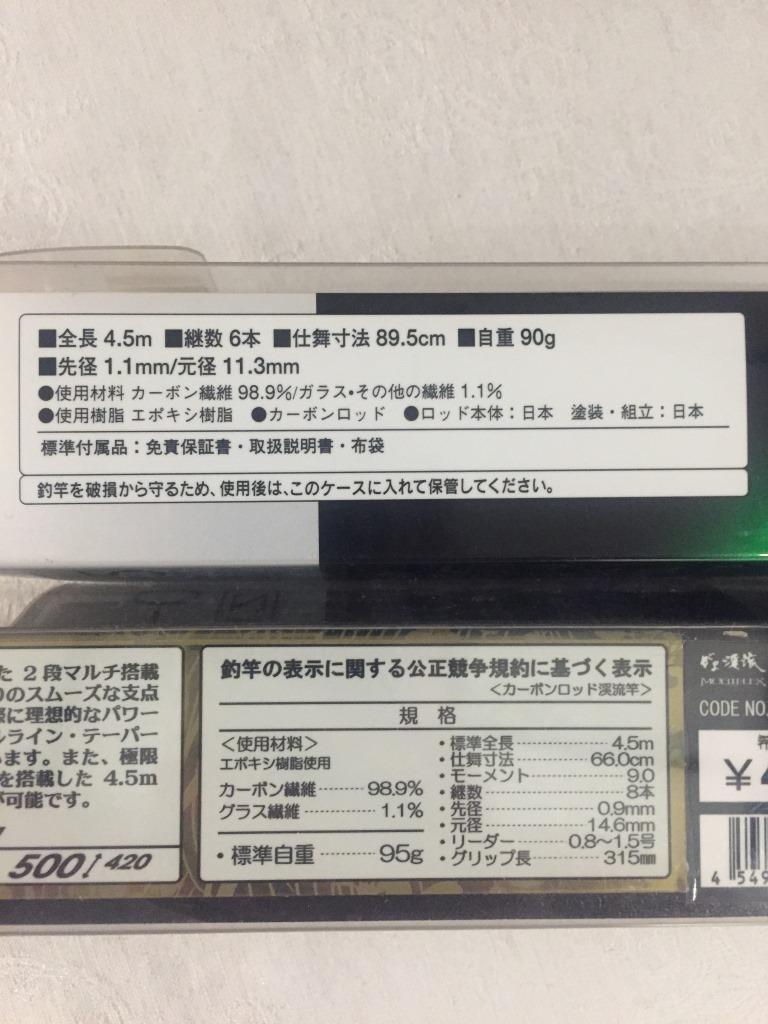 ■全長 4.5m ■継数 6本 ■仕舞寸法 89.5cm ■自重 90g
■先径 1.1mm/元径 11.3mm
●使用材料 カーボン繊維 98.9%/ガラス・その他の繊維 1.1%
●使用樹脂 エポキシ樹脂 ●カーボンロッド ●ロッド本体：日本 塗装・組立：日本
標準付属品：免責保証書・取扱説明書・布袋
釣竿を破損から守るため、使用後は、このケースに入れて保管してください。
た 2 段マルチ搭載
のスムーズな支点
に理想的なパワー
ルライン・テーパー
います。また、極限
を搭載した 4.5m
が可能です。
500/420
釣竿の表示に関する公正競争規約に基づく表示
<カーボンロッド渓流竿>
規 格
<使用材料>
エポキシ樹脂使用
カーボン繊維 98.9%
グラス繊維 1.1%
・標準自重 95g
・標準全長 4.5m
・仕舞寸法 66.0cm
・モーメント 9.0
・継数 8本
・先径 0.9mm
・元径 14.6mm
・リーダー 0.8～1.5号
・グリップ長 315mm
CODE NO.
希
¥7
4 549